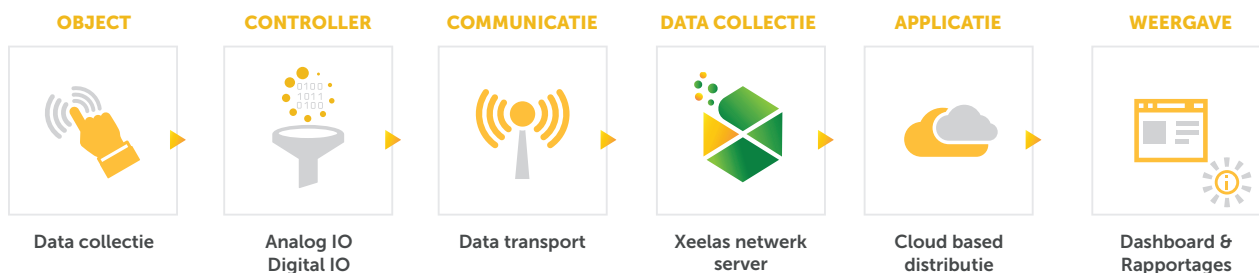 OBJECT
CONTROLLER
COMMUNICATIE
DATA COLLECTIE
APPLICATIE
WEERGAVE
0100
1011
0100
Data collectie
Analog IO
Digital IO
Data transport
Xeelas netwerk
server
Cloud based
distributie
Dashboard &
Rapportages